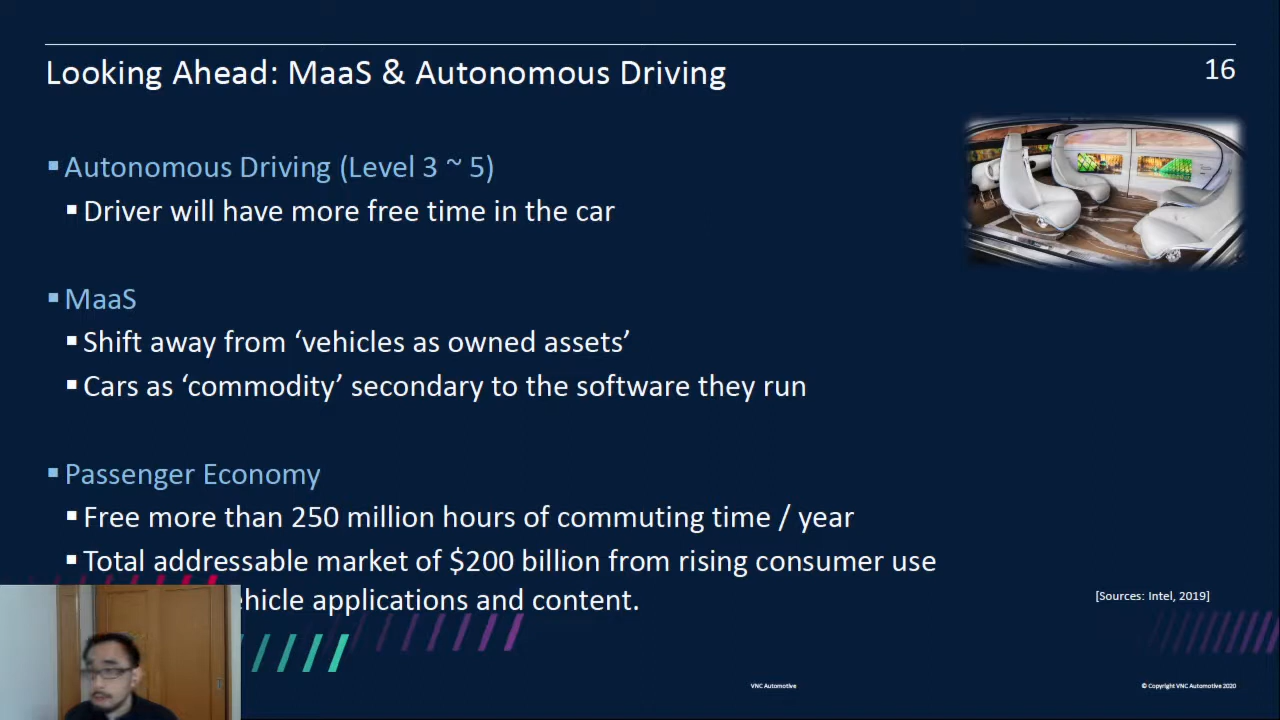 Looking Ahead: MaaS & Autonomous Driving
16
▪Autonomous Driving (Level 3 ~ 5)
▪Driver will have more free time in the car
▪MaaS
▪Shift away from ‘vehicles as owned assets’
▪Cars as ‘commodity’ secondary to the software they run
▪Passenger Economy
▪Free more than 250 million hours of commuting time / year
▪Total addressable market of $200 billion from rising consumer use
applications and content.
[Sources: Intel, 2019]
VNC Automotive
© Copyright VNC Automotive 2020